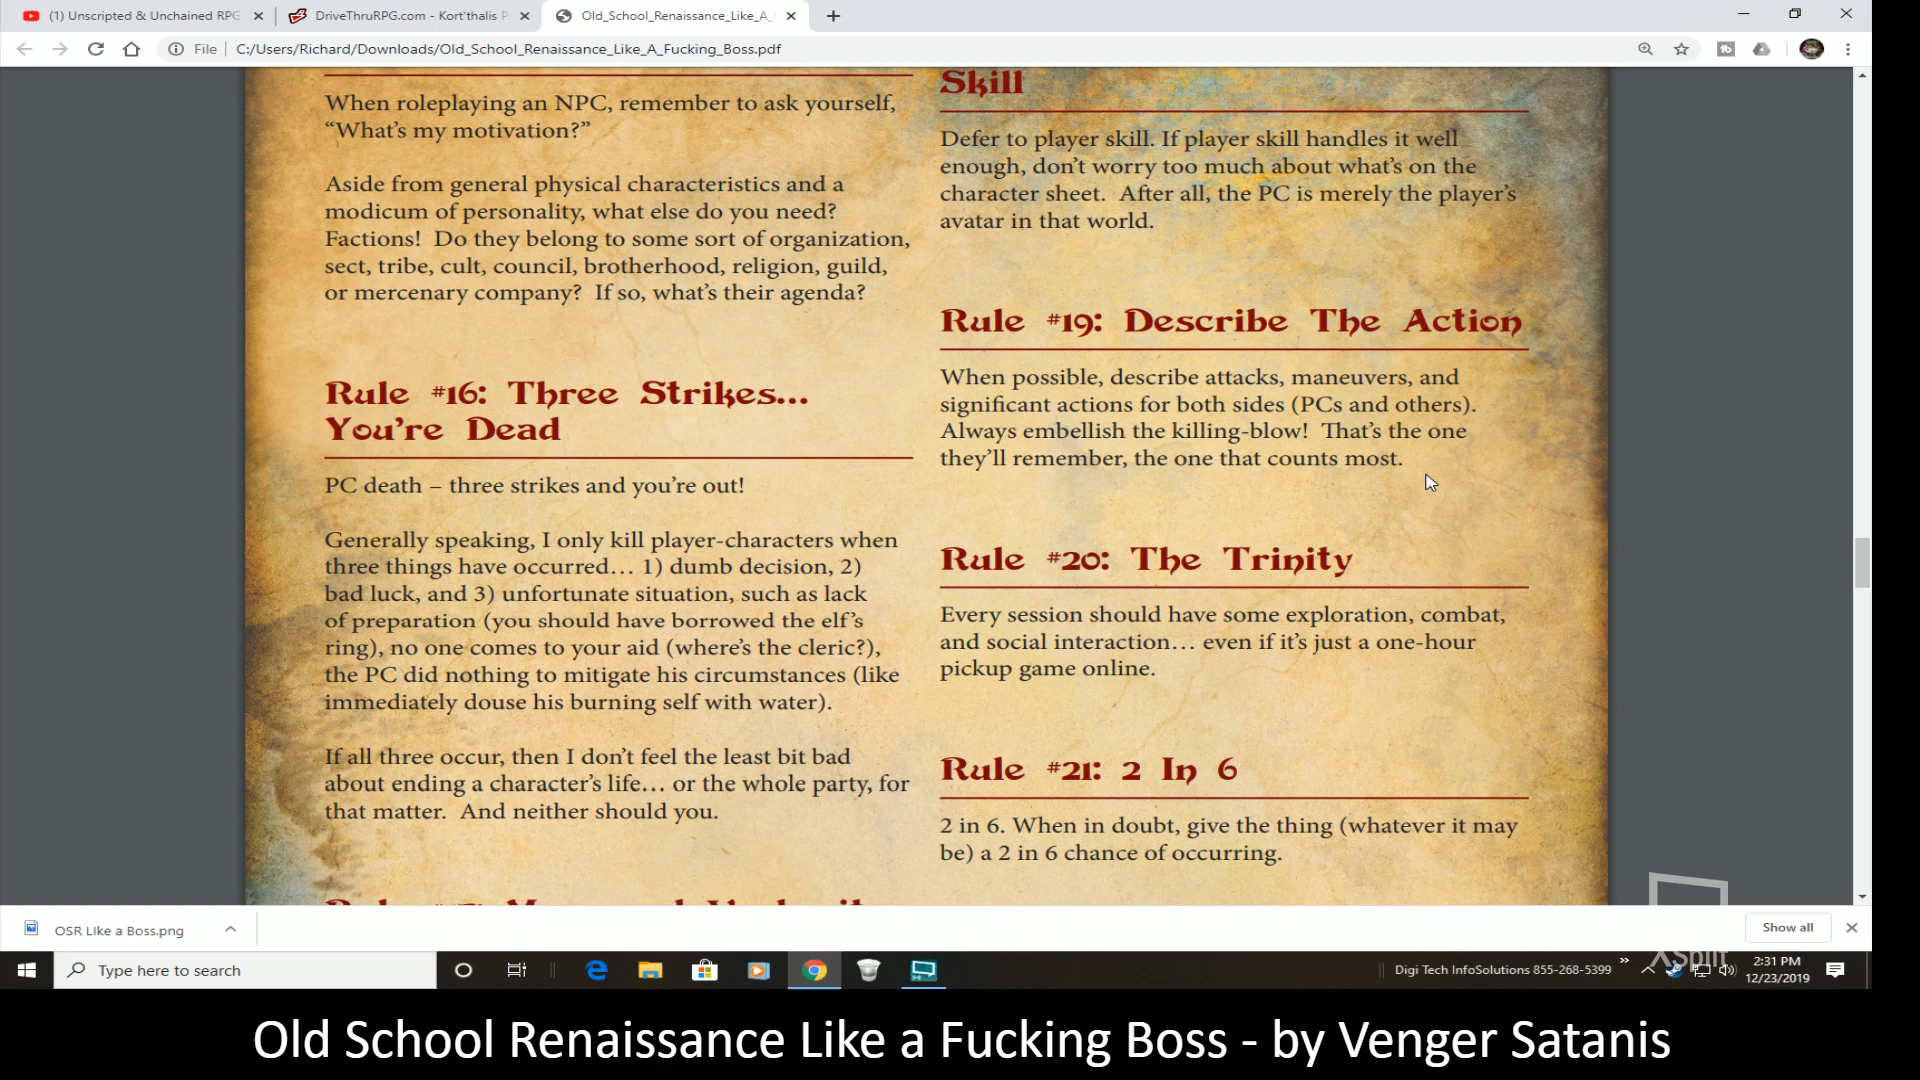 (1) Unscripted & Unchained RPG
DriveThruRPG.com - Kort'thalis P
Old_School_Renaissance_Like_A_
File
C:/Users/Richard/Downloads/Old_School_Renaissance_Like_A_Fucking_Boss.pdf
When roleplaying an NPC, remember to ask yourself,
“What’s my motivation?”
Aside from general physical characteristics and a
modicum of personality, what else do you need?
Factions! Do they belong to some sort of organization,
sect, tribe, cult, council, brotherhood, religion, guild,
or mercenary company? If so, what’s their agenda?
Rule #16: Three Strikes…
You’re Dead
PC death – three strikes and you’re out!
Generally speaking, I only kill player-characters when
three things have occurred… 1) dumb decision, 2)
bad luck, and 3) unfortunate situation, such as lack
of preparation (you should have borrowed the elf’s
ring), no one comes to your aid (where’s the cleric?),
the PC did nothing to mitigate his circumstances (like
immediately douse his burning self with water).
If all three occur, then I don’t feel the least bit bad
about ending a character’s life… or the whole party, for
that matter. And neither should you.
Skill
Defer to player skill. If player skill handles it well
enough, don’t worry too much about what’s on the
character sheet. After all, the PC is merely the player’s
avatar in that world.
Rule #19: Describe The Action
When possible, describe attacks, maneuvers, and
significant actions for both sides (PCs and others).
Always embellish the killing-blow! That’s the one
they’ll remember, the one that counts most.
Rule #20: The Trinity
Every session should have some exploration, combat,
and social interaction… even if it’s just a one-hour
pickup game online.
Rule #21: 2 In 6
2 in 6. When in doubt, give the thing (whatever it may
be) a 2 in 6 chance of occurring.
OSR LIke a Boss.png
Show all
Type here to search
Digi Tech InfoSolutions 855-268-5399
XSplit
2:31 PM
12/23/2019
Old School Renaissance Like a Fucking Boss - by Venger Satanis